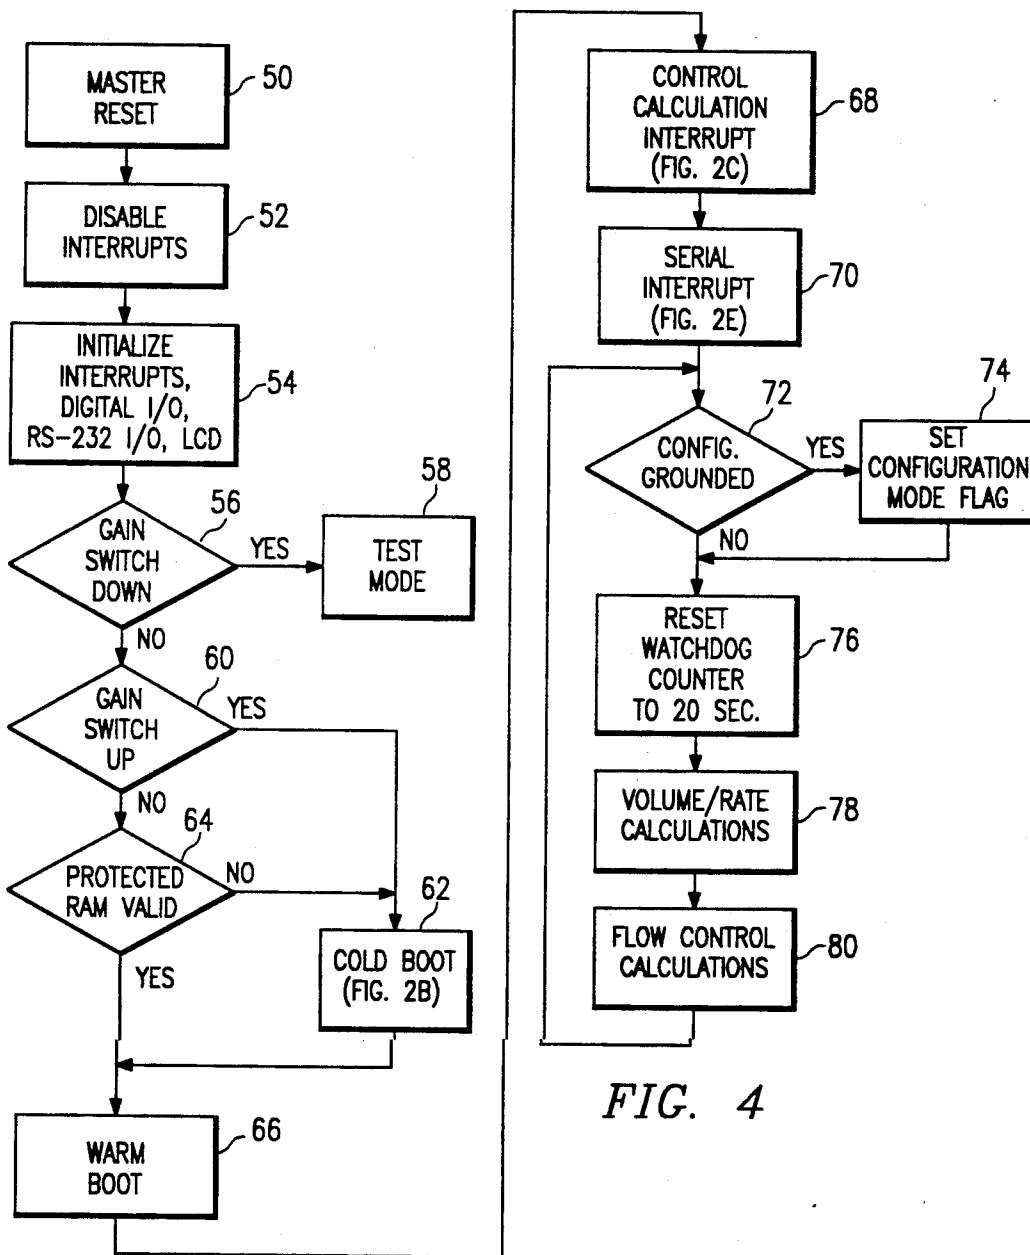 MASTER
RESET
50
DISABLE
INTERRUPTS
52
INITIALIZE
INTERRUPTS,
DIGITAL I/O,
RS-232 I/O, LCD
54
GAIN
SWITCH
DOWN
56
YES
TEST
MODE
58
NO
GAIN
SWITCH
UP
60
YES
NO
PROTECTED
RAM VALID
64
NO
YES
COLD BOOT
(FIG. 2B)
62
WARM
BOOT
66
CONTROL
CALCULATION
INTERRUPT
(FIG. 2C)
68
SERIAL
INTERRUPT
(FIG. 2E)
70
CONFIG.
GROUNDED
72
YES
SET
CONFIGURATION
MODE FLAG
74
NO
RESET
WATCHDOG
COUNTER
TO 20 SEC.
76
VOLUME/RATE
CALCULATIONS
78
FLOW CONTROL
CALCULATIONS
80
FIG. 4